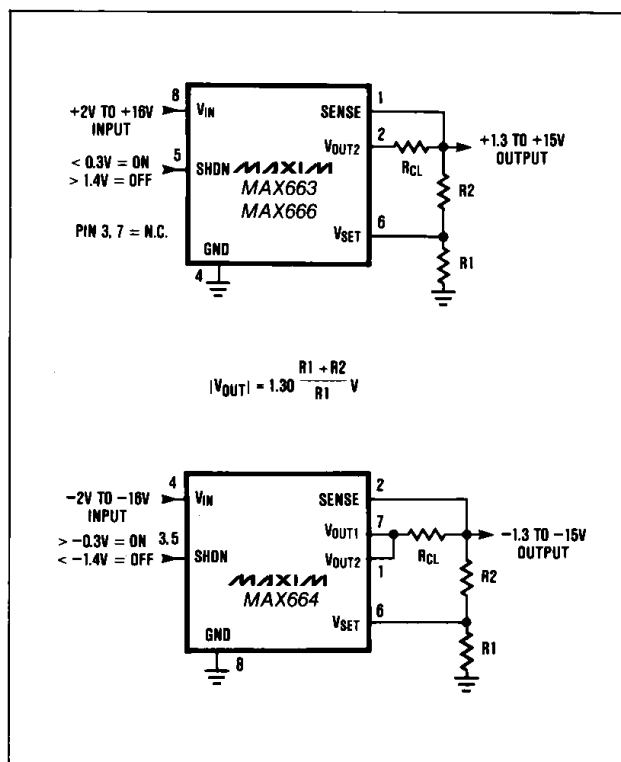 8
1
+2V TO +16V
INPUT
VIN
SENSE
2
VOUT2
RCL
+1.3 TO +15V
OUTPUT
< 0.3V = ON
> 1.4V = OFF
5
SHDN
MAXIM
MAX663
MAX666
R2
PIN 3, 7 = N.C.
VSET
6
GND
4
R1
|VOUT| = 1.30 R1 + R2 / R1 V
4
2
−2V TO −16V
INPUT
VIN
SENSE
7
VOUT1
RCL
−1.3 TO −15V
OUTPUT
> −0.3V = ON
< −1.4V = OFF
3.5
SHDN
VOUT2
1
MAXIM
MAX664
R2
VSET
6
GND
8
R1